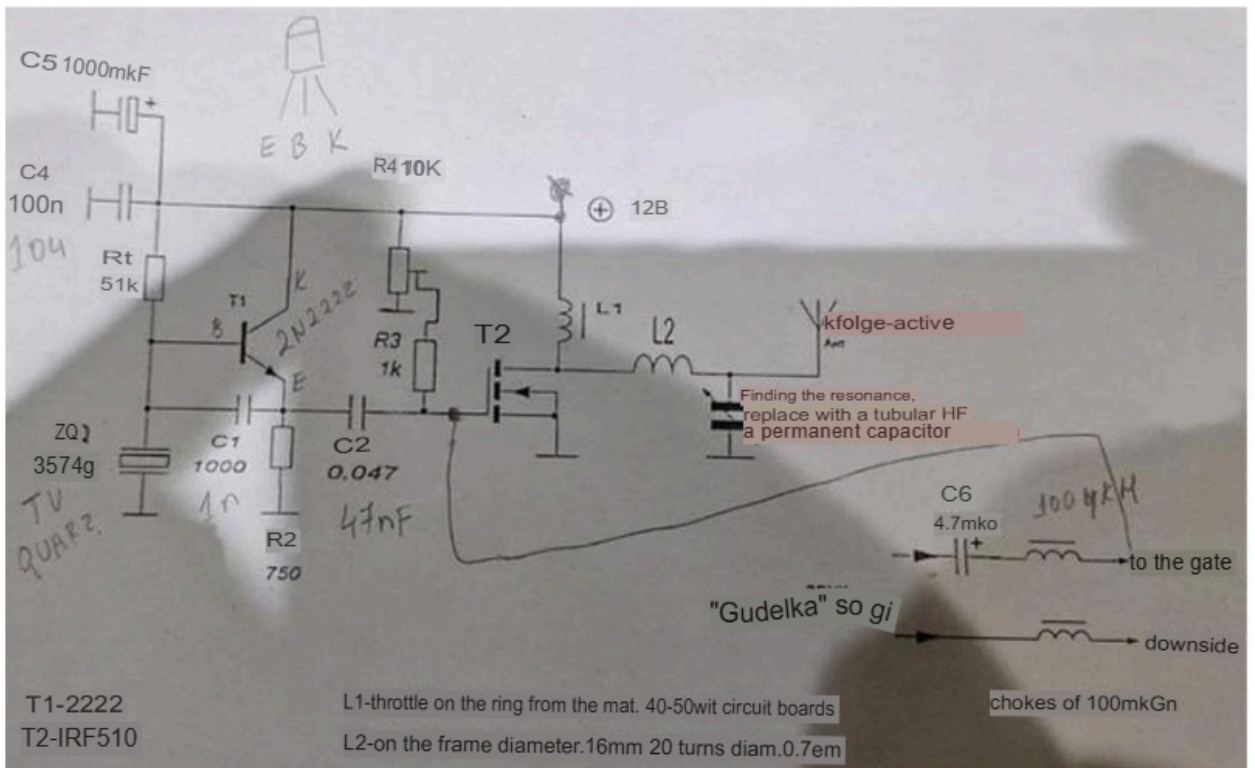 C5 1000mkF
+
E B K
R4 10K
C4
100n
104
12B
Rt
51k
K
T1
B
2N2222
L1
L2
kfolge-active
Ант
T2
R3
1k
E
Finding the resonance,
replace with a tubular HF
a permanent capacitor
ZQ
3574g
C1
1000
1n
C2
0.047
47nF
TV
QUARZ.
R2
750
C6
4.7mko
+
to the gate
"Gudelka" so gi
downside
T1-2222
T2-IRF510
L1-throttle on the ring from the mat. 40-50wit circuit boards
L2-on the frame diameter.16mm 20 turns diam.0.7em
chokes of 100mkGn